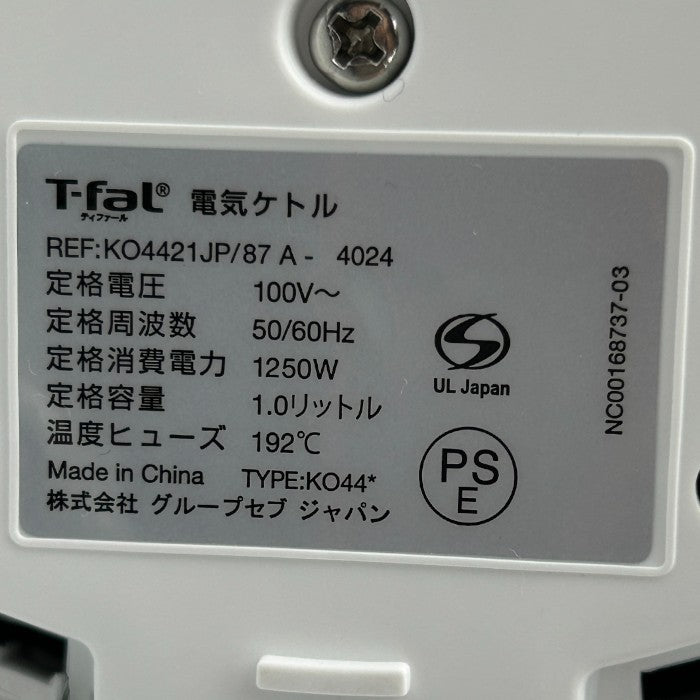 T-fal® 電気ケトル
ティファール
REF:KO4421JP/87 A - 4024
定格電圧 100V～
定格周波数 50/60Hz
定格消費電力 1250W
定格容量 1.0リットル
温度ヒューズ 192℃
Made in China TYPE:KO44*
株式会社 グループセブ ジャパン
S
UL Japan
PS
E
NC00168737-03